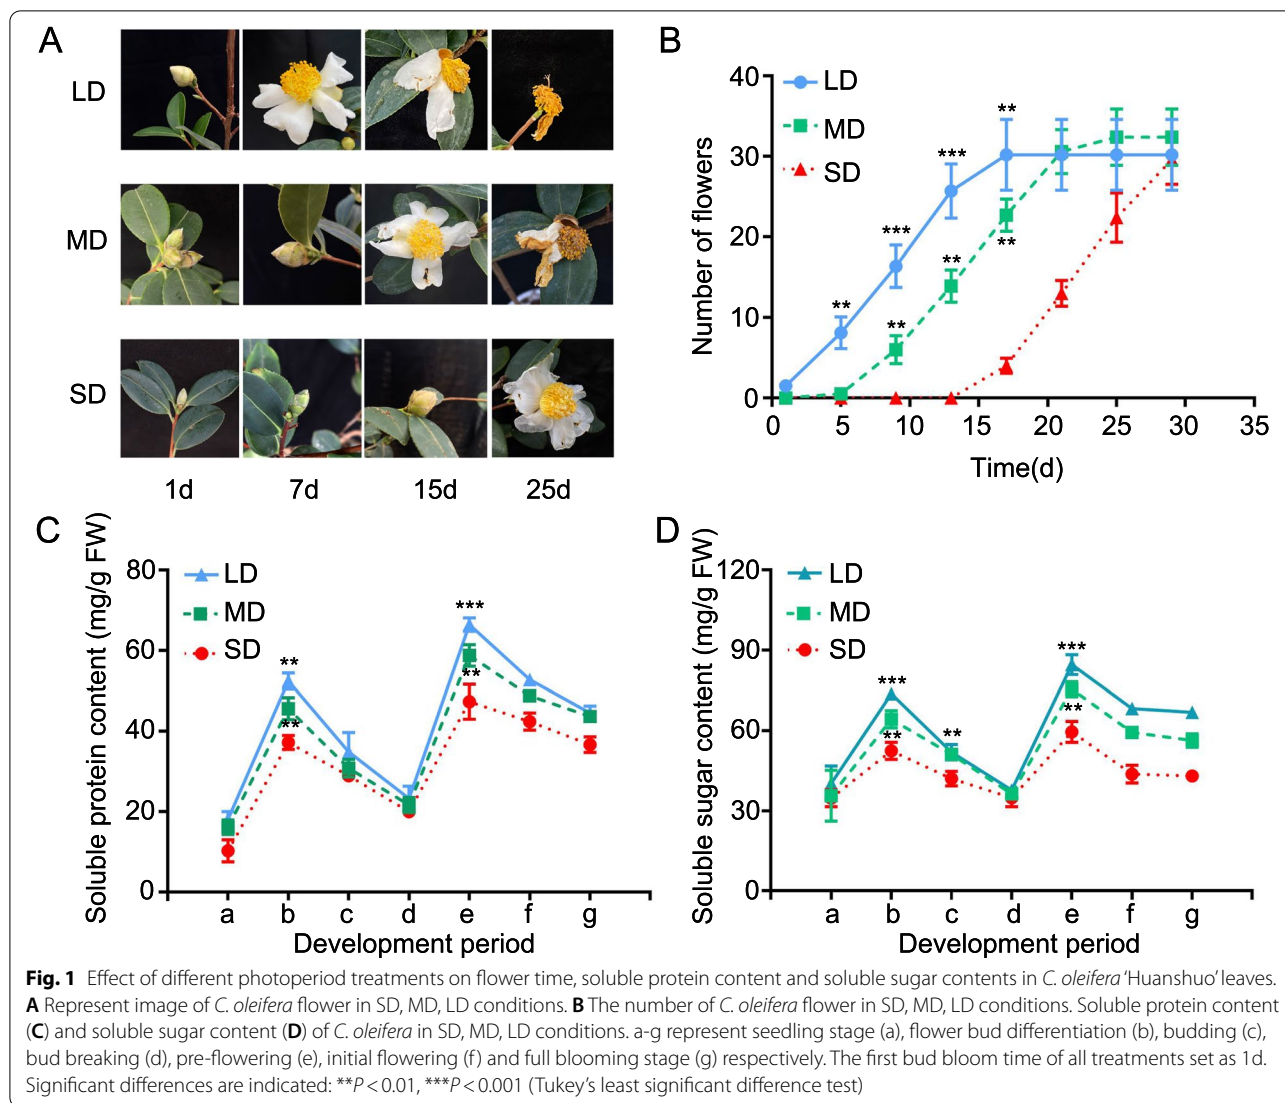 A
LD
MD
SD
1d 7d 15d 25d
B
Number of flowers
40
30
20
10
0
LD
MD
SD
** *** *** **
** ** **
0 5 10 15 20 25 30 35
Time(d)
C
Soluble protein content (mg/g FW)
80
60
40
20
0
LD
MD
SD
** ***
** **
a b c d e f g
Development period
D
Soluble sugar content (mg/g FW)
120
90
60
30
0
LD
MD
SD
*** ***
** ** **
a b c d e f g
Development period
Fig. 1 Effect of different photoperiod treatments on flower time, soluble protein content and soluble sugar contents in C. oleifera ‘Huanshuo’ leaves.
A Represent image of C. oleifera flower in SD, MD, LD conditions. B The number of C. oleifera flower in SD, MD, LD conditions. Soluble protein content
(C) and soluble sugar content (D) of C. oleifera in SD, MD, LD conditions. a-g represent seedling stage (a), flower bud differentiation (b), budding (c),
bud breaking (d), pre-flowering (e), initial flowering (f) and full blooming stage (g) respectively. The first bud bloom time of all treatments set as 1d.
Significant differences are indicated: **P < 0.01, ***P < 0.001 (Tukey’s least significant difference test)